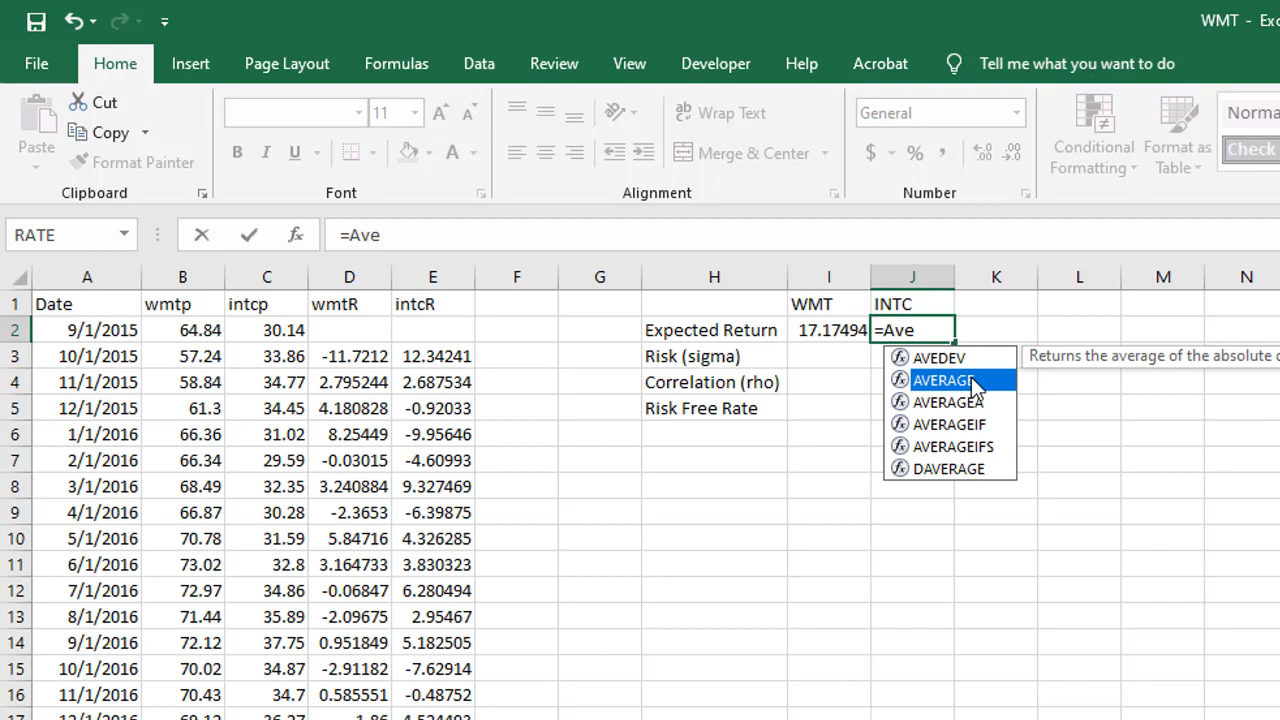 WMT - Exc
File Home Insert Page Layout Formulas Data Review View Developer Help Acrobat Tell me what you want to do
Paste Cut Copy Format Painter
11
Wrap Text
Merge & Center
General
$ % ,
B I U
Conditional Formatting
Format as Table
Norma
Check
Clipboard Font Alignment Number
RATE =Ave
A B C D E F G H I J K L M N
1 Date wmtp intcp wmtR intcR WMT INTC
2 9/1/2015 64.84 30.14 Expected Return 17.17494 =Ave
3 10/1/2015 57.24 33.86 -11.7212 12.34241 Risk (sigma)
4 11/1/2015 58.84 34.77 2.795244 2.687534 Correlation (rho)
5 12/1/2015 61.3 34.45 4.180828 -0.92033 Risk Free Rate
6 1/1/2016 66.36 31.02 8.25449 -9.95646
7 2/1/2016 66.34 29.59 -0.03015 -4.60993
8 3/1/2016 68.49 32.35 3.240884 9.327469
9 4/1/2016 66.87 30.28 -2.3653 -6.39875
10 5/1/2016 70.78 31.59 5.84716 4.326285
11 6/1/2016 73.02 32.8 3.164733 3.830323
12 7/1/2016 72.97 34.86 -0.06847 6.280494
13 8/1/2016 71.44 35.89 -2.09675 2.95467
14 9/1/2016 72.12 37.75 0.951849 5.182505
15 10/1/2016 70.02 34.87 -2.91182 -7.62914
16 11/1/2016 70.43 34.7 0.585551 -0.48752
AVEDEV
AVERAGE
AVERAGEA
AVERAGEIF
AVERAGEIFS
DAVERAGE
Returns the average of the absolute